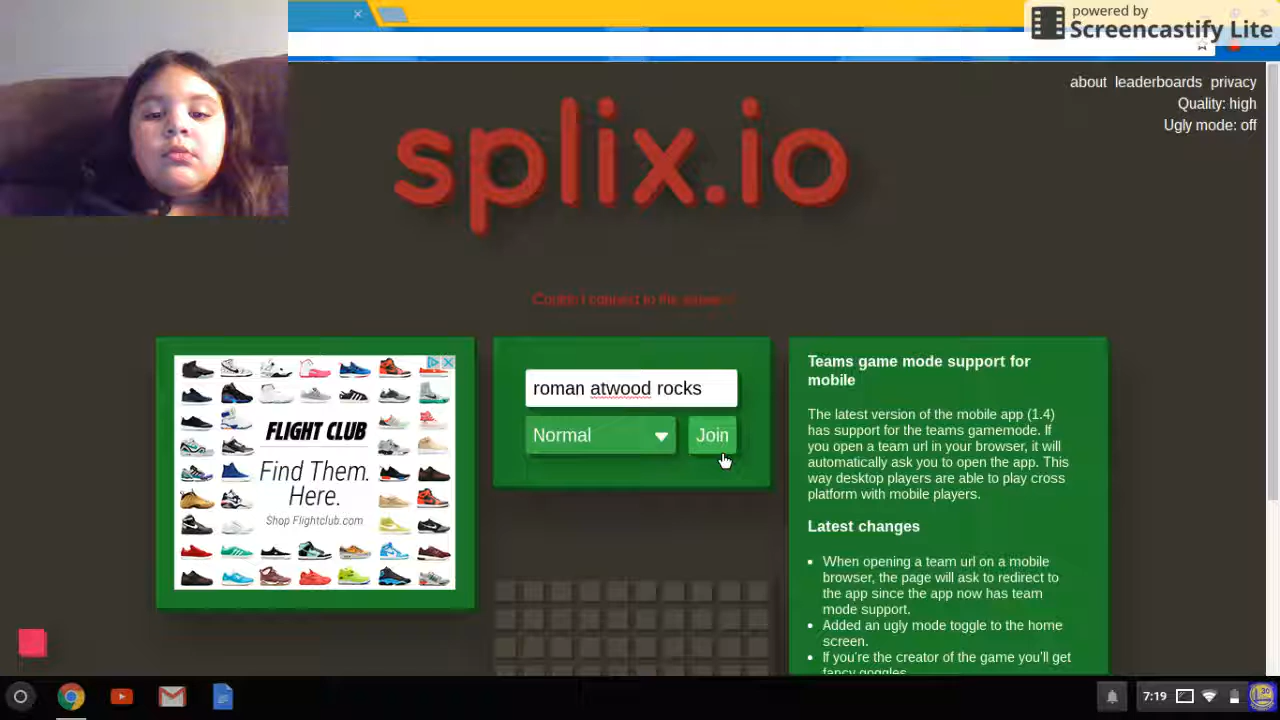 powered by
Screencastify Lite
about leaderboards privacy
Quality: high
Ugly mode: off
splix.io
Couldn't connect to the server
FLIGHT CLUB
Find Them.
Here.
Shop Flightclub.com
roman atwood rocks
Normal
Join
Teams game mode support for
mobile
The latest version of the mobile app (1.4)
has support for the teams gamemode. If
you open a team url in your browser, it will
automatically ask you to open the app. This
way desktop players are able to play cross
platform with mobile players.
Latest changes
When opening a team url on a mobile
browser, the page will ask to redirect to
the app since the app now has team
mode support.
Added an ugly mode toggle to the home
screen.
If you're the creator of the game you'll get
fancy goggles
7:19
30